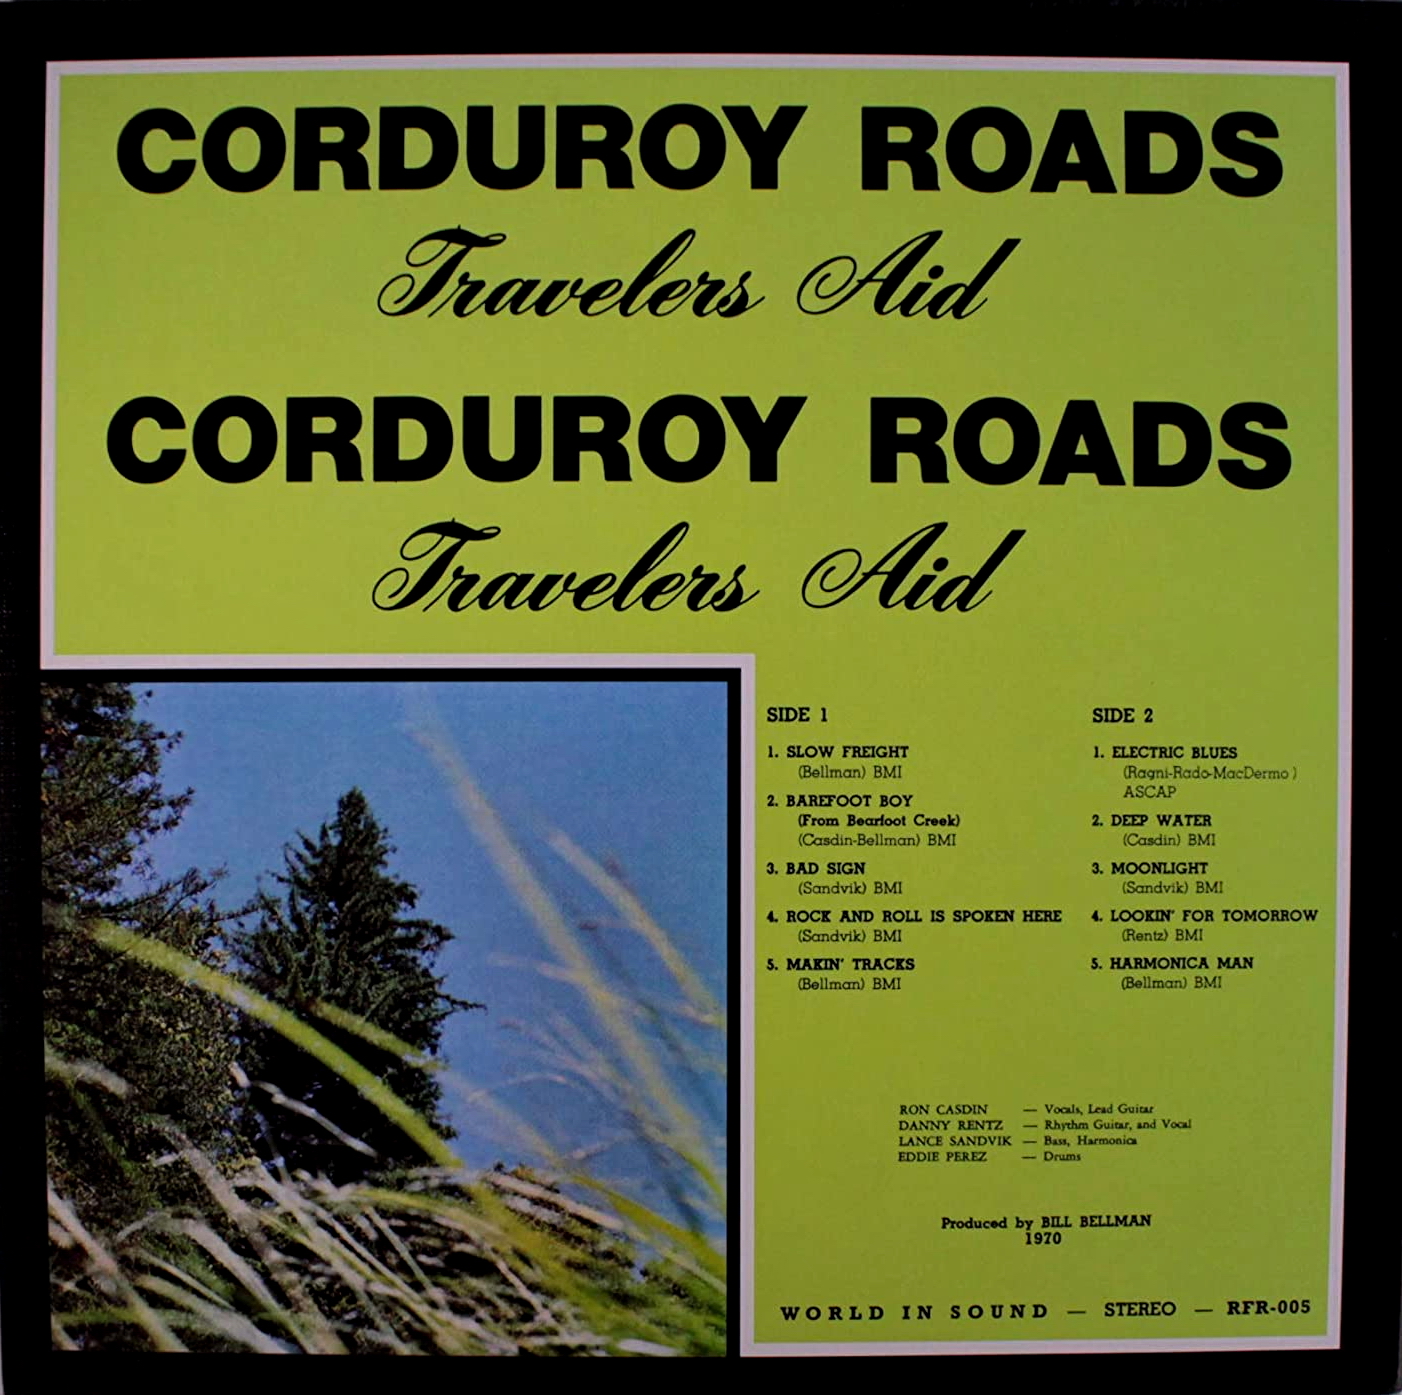 CORDUROY ROADS
Travelers Aid
CORDUROY ROADS
Travelers Aid
SIDE 1
1. SLOW FREIGHT
(Bellman) BMI
2. BAREFOOT BOY
(From Bearfoot Creek)
(Casdin-Bellman) BMI
3. BAD SIGN
(Sandvik) BMI
4. ROCK AND ROLL IS SPOKEN HERE
(Sandvik) BMI
5. MAKIN' TRACKS
(Bellman) BMI
SIDE 2
1. ELECTRIC BLUES
(Ragni-Rado-MacDermo )
ASCAP
2. DEEP WATER
(Casdin) BMI
3. MOONLIGHT
(Sandvik) BMI
4. LOOKIN' FOR TOMORROW
(Rentz) BMI
5. HARMONICA MAN
(Bellman) BMI
RON CASDIN — Vocals, Lead Guitar
DANNY RENTZ — Rhythm Guitar, and Vocal
LANCE SANDVIK — Bass, Harmonica
EDDIE PEREZ — Drums
Produced by BILL BELLMAN
1970
WORLD IN SOUND — STEREO — RFR-005